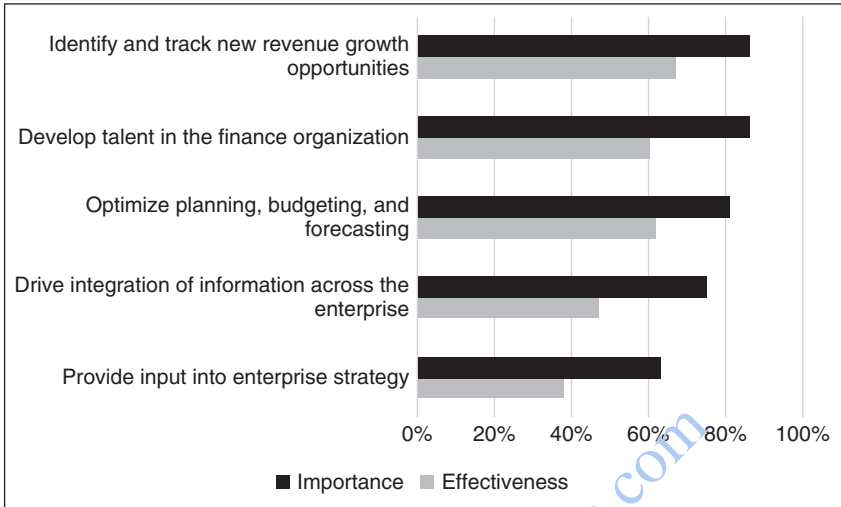 Identify and track new revenue growth
opportunities
Develop talent in the finance organization
Optimize planning, budgeting, and
forecasting
Drive integration of information across the
enterprise
Provide input into enterprise strategy
0% 20% 40% 60% 80% 100%
Importance Effectiveness
com